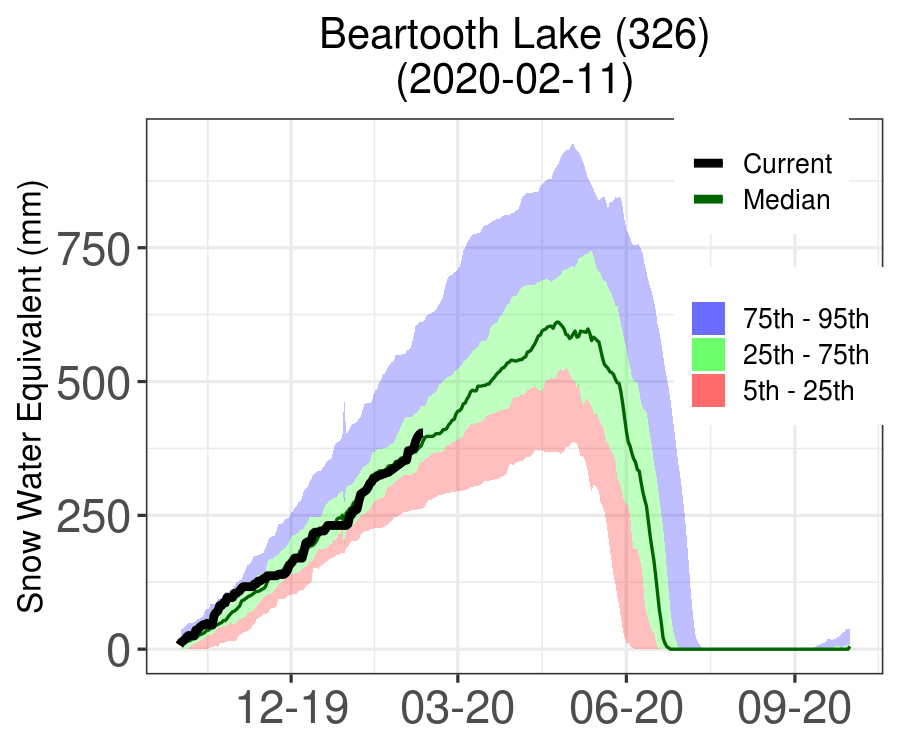 Beartooth Lake (326)
(2020-02-11)
Snow Water Equivalent (mm)
750
500
250
0
12-19
03-20
06-20
09-20
Current
Median
75th - 95th
25th - 75th
5th - 25th